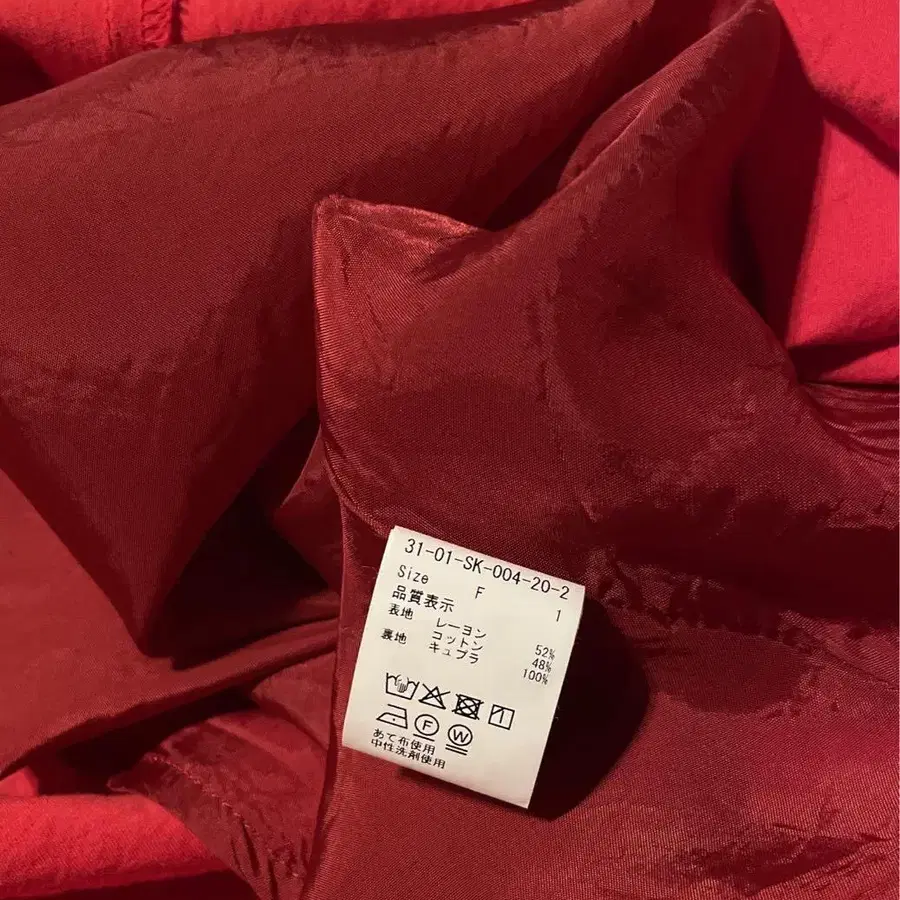 31-01-SK-004-20-2
Size F 1
品質表示
表地 レーヨン 52%
コットン 48%
裏地 キュプラ 100%
F W
あて布使用
中性洗剤使用